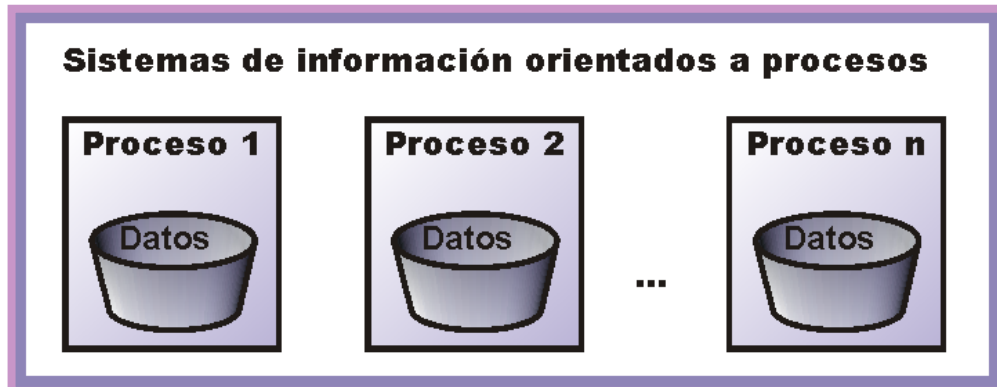 Sistemas de información orientados a procesos
Proceso 1
Proceso 2
Proceso n
Datos
Datos
...
Datos